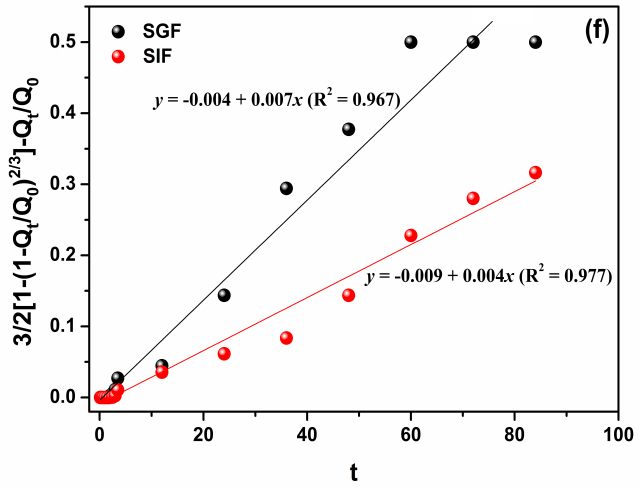 (f)
SGF
SIF
y = -0.004 + 0.007x (R² = 0.967)
y = -0.009 + 0.004x (R² = 0.977)
3/2[1-(1-Qt/Q0)^2/3]-Qt/Q0
0.5
0.4
0.3
0.2
0.1
0.0
0 20 40 60 80 100
t